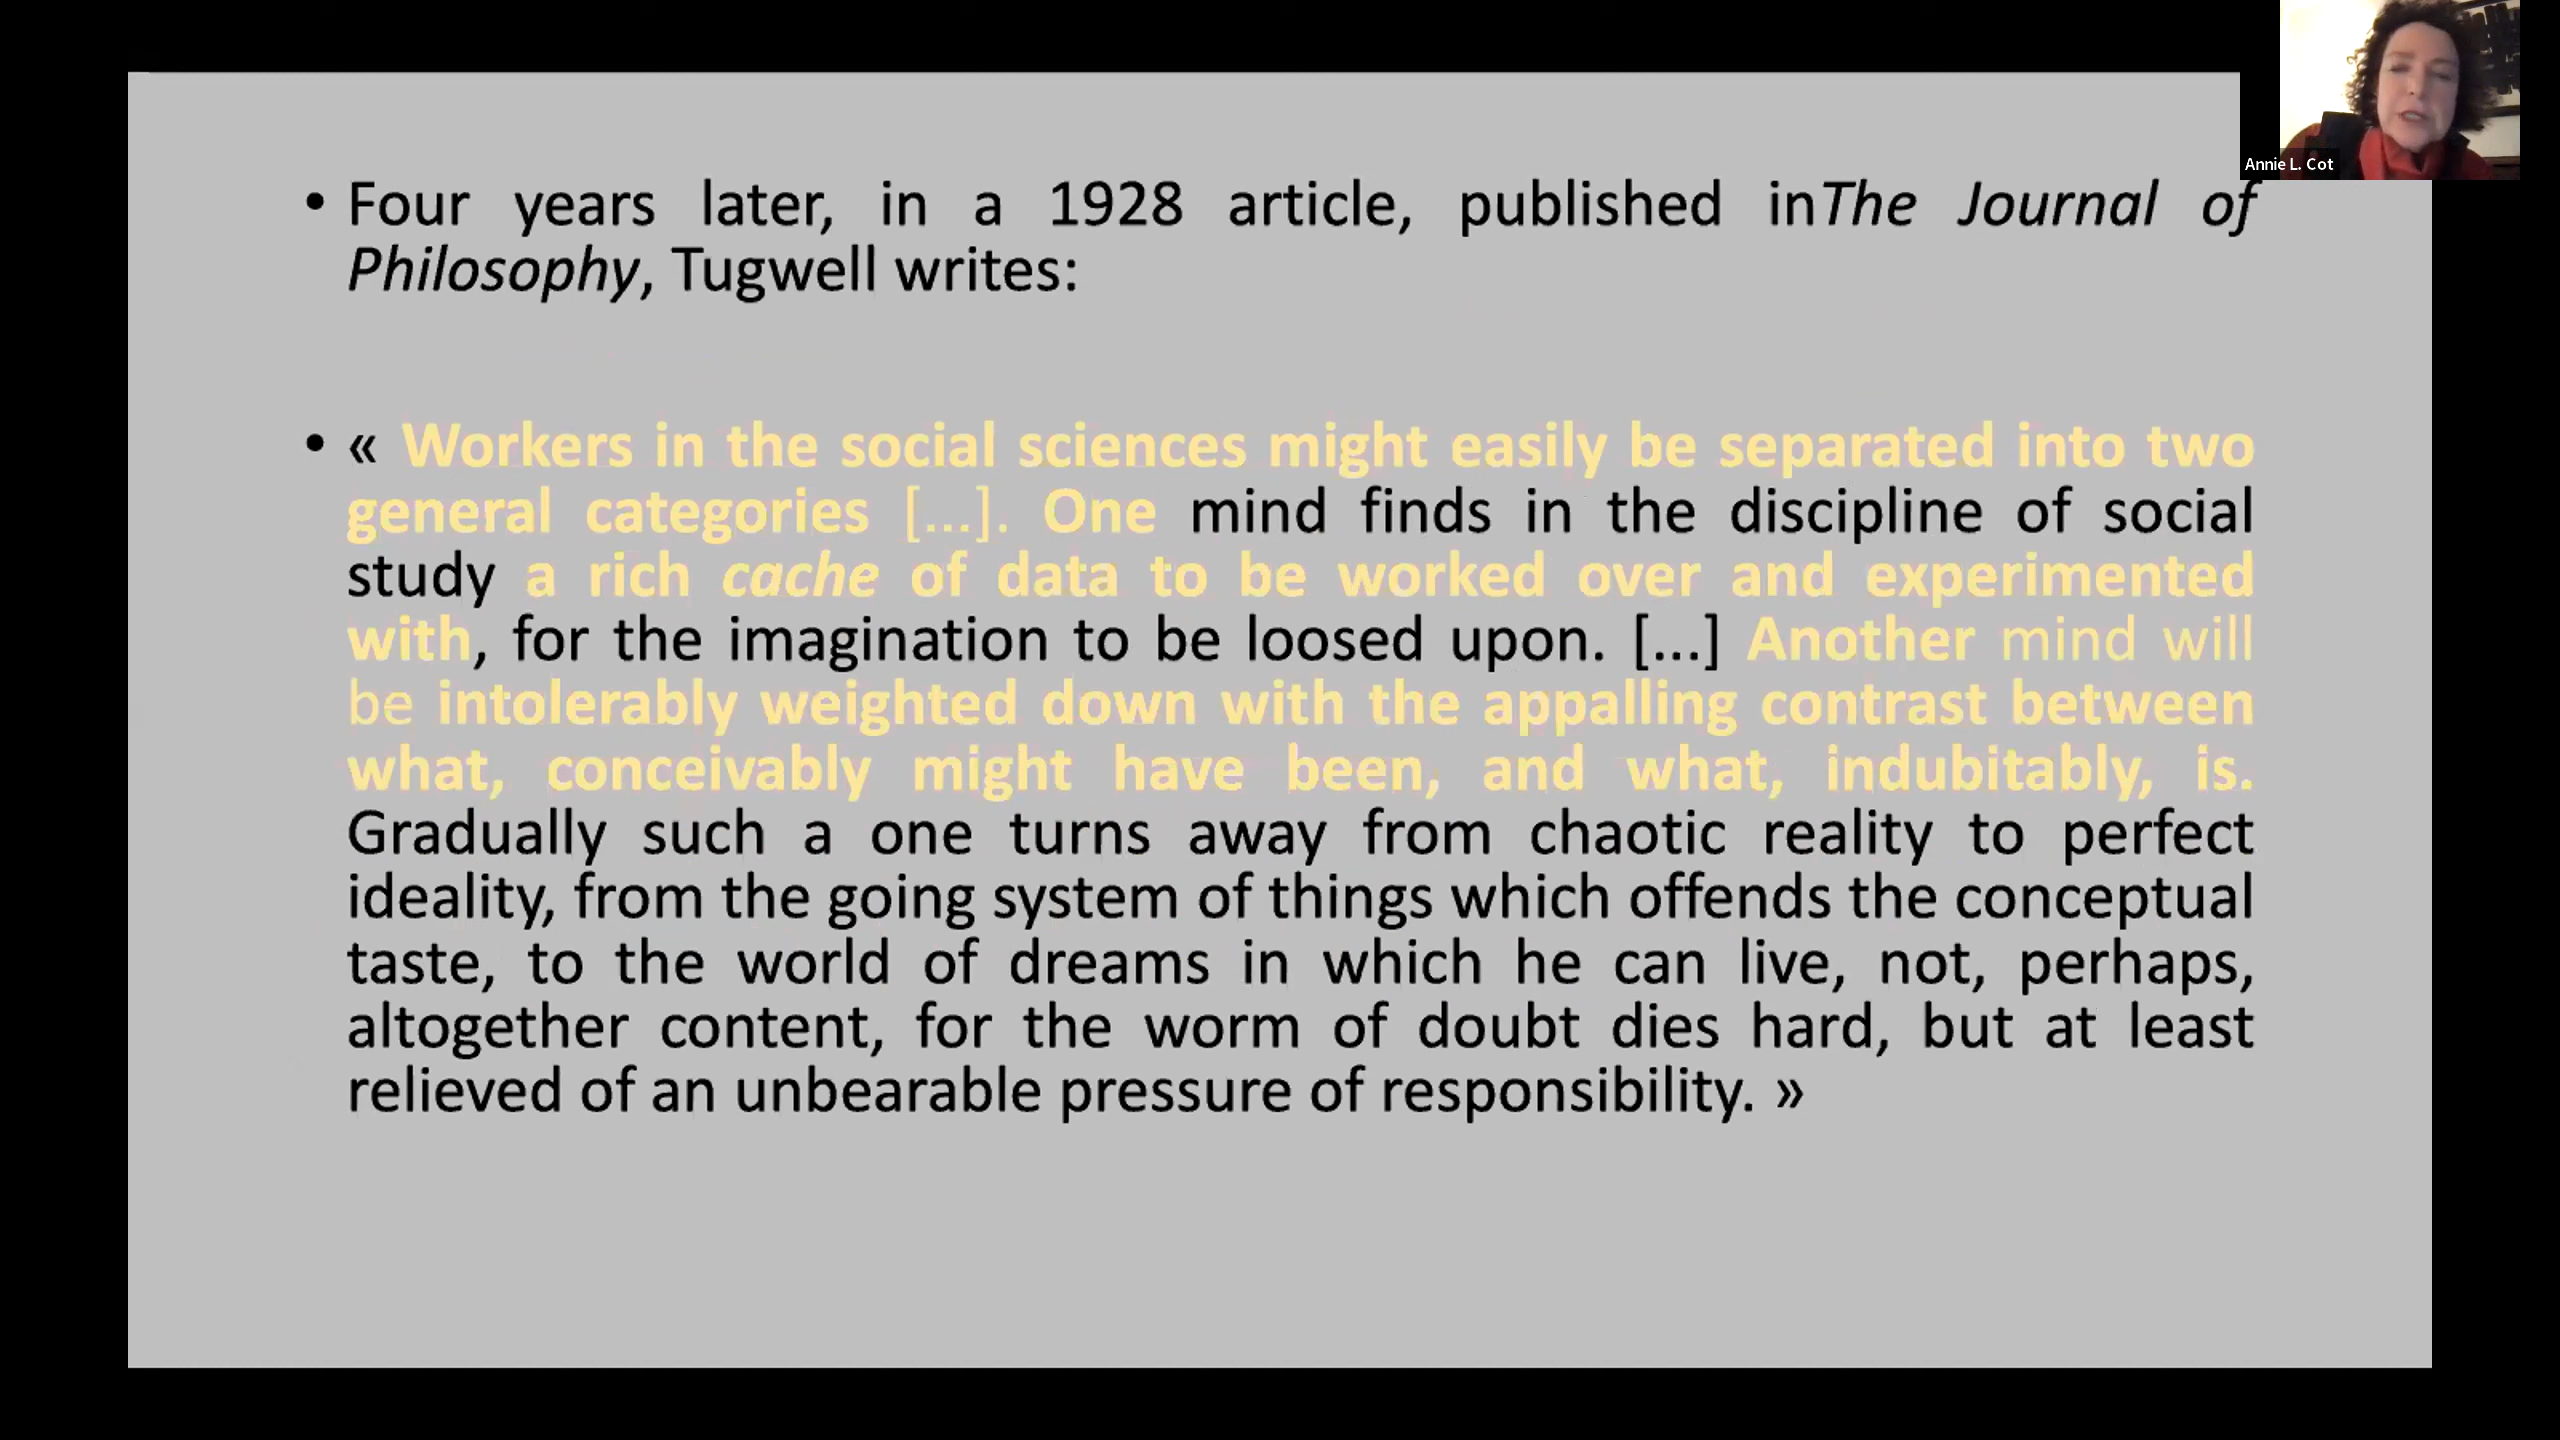 Annie L. Cot
• Four years later, in a 1928 article, published inThe Journal of
Philosophy, Tugwell writes:
• « Workers in the social sciences might easily be separated into two
general categories [...]. One mind finds in the discipline of social
study a rich cache of data to be worked over and experimented
with, for the imagination to be loosed upon. [...] Another mind will
be intolerably weighted down with the appalling contrast between
what, conceivably might have been, and what, indubitably, is.
Gradually such a one turns away from chaotic reality to perfect
ideality, from the going system of things which offends the conceptual
taste, to the world of dreams in which he can live, not, perhaps,
altogether content, for the worm of doubt dies hard, but at least
relieved of an unbearable pressure of responsibility. »